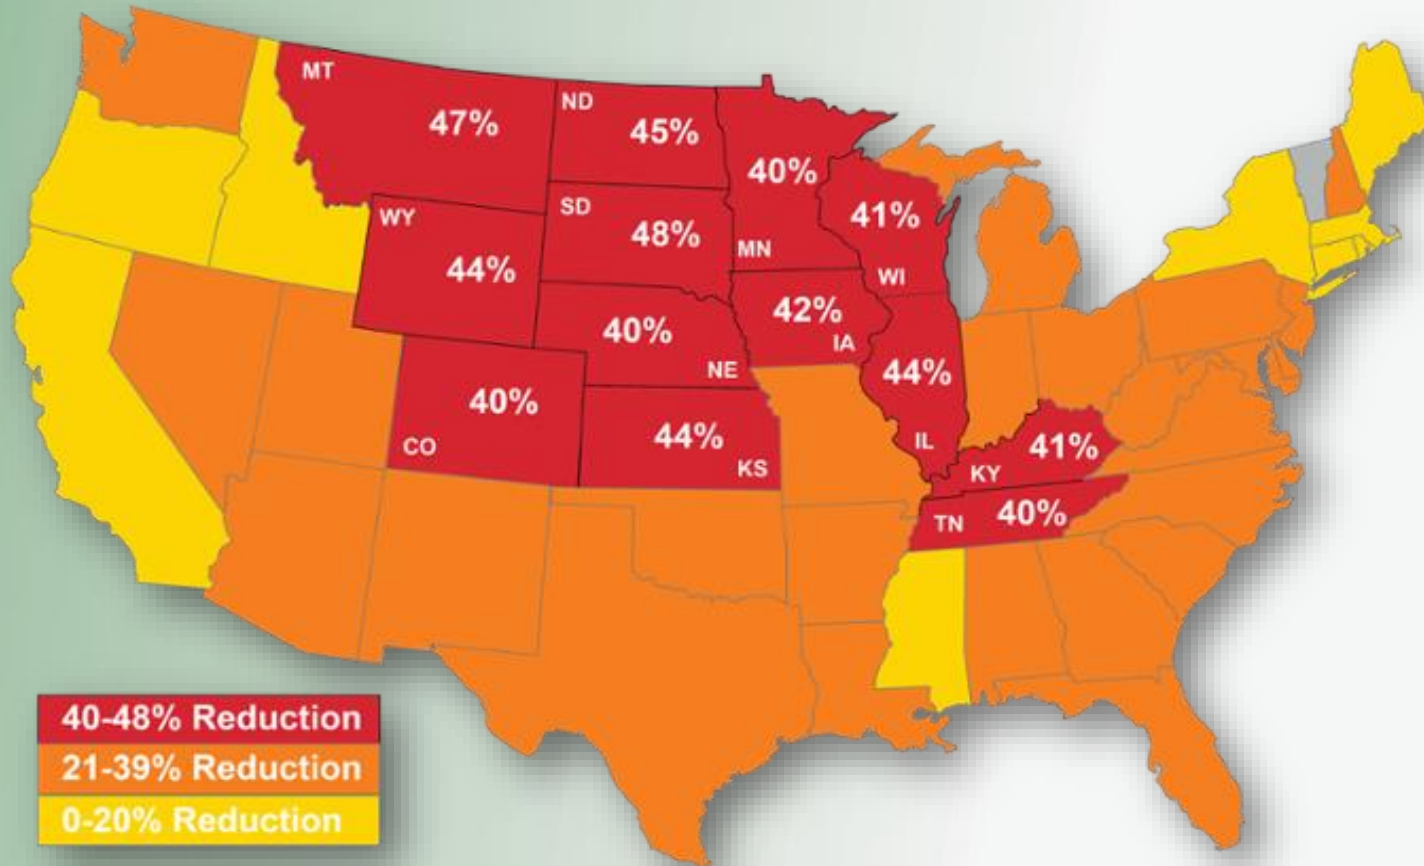 MT
47%
ND
45%
40%
MN
WY
44%
SD
48%
41%
WI
42%
IA
40%
NE
44%
IL
40%
CO
44%
KS
41%
KY
TN 40%
40-48% Reduction
21-39% Reduction
0-20% Reduction